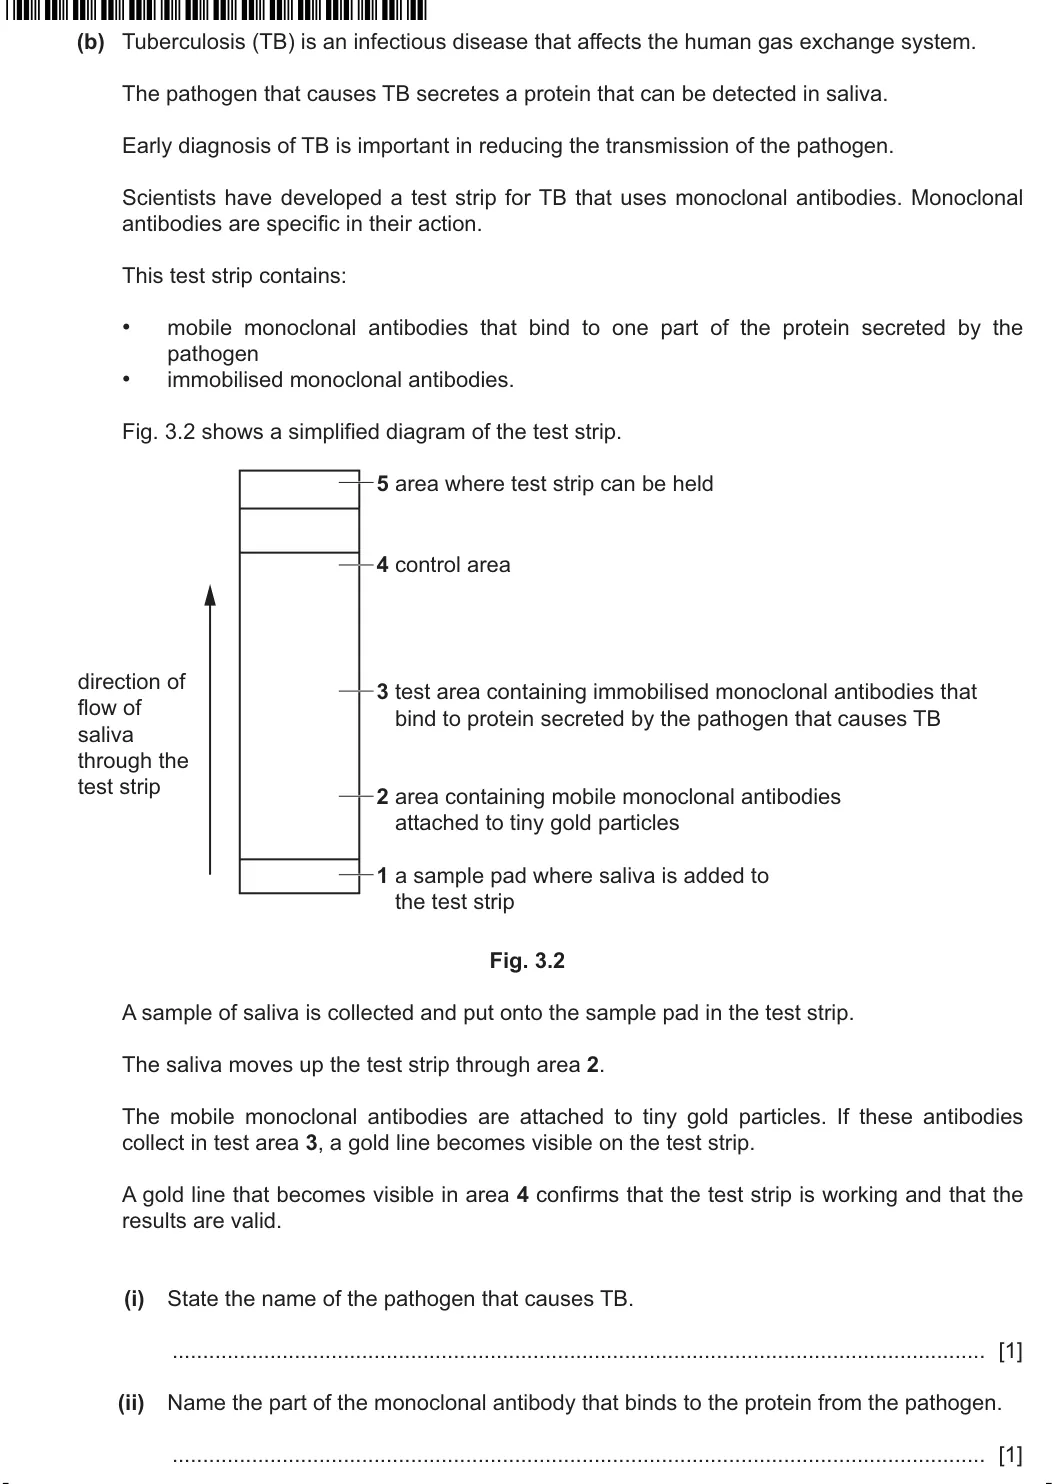 (b) Tuberculosis (TB) is an infectious disease that affects the human gas exchange system.
The pathogen that causes TB secretes a protein that can be detected in saliva.
Early diagnosis of TB is important in reducing the transmission of the pathogen.
Scientists have developed a test strip for TB that uses monoclonal antibodies. Monoclonal
antibodies are specific in their action.
This test strip contains:
• mobile monoclonal antibodies that bind to one part of the protein secreted by the
pathogen
• immobilised monoclonal antibodies.
Fig. 3.2 shows a simplified diagram of the test strip.
5 area where test strip can be held
4 control area
direction of
flow of
saliva
through the
test strip
3 test area containing immobilised monoclonal antibodies that
bind to protein secreted by the pathogen that causes TB
2 area containing mobile monoclonal antibodies
attached to tiny gold particles
1 a sample pad where saliva is added to
the test strip
Fig. 3.2
A sample of saliva is collected and put onto the sample pad in the test strip.
The saliva moves up the test strip through area 2.
The mobile monoclonal antibodies are attached to tiny gold particles. If these antibodies
collect in test area 3, a gold line becomes visible on the test strip.
A gold line that becomes visible in area 4 confirms that the test strip is working and that the
results are valid.
(i) State the name of the pathogen that causes TB.
[1]
(ii) Name the part of the monoclonal antibody that binds to the protein from the pathogen.
[1]